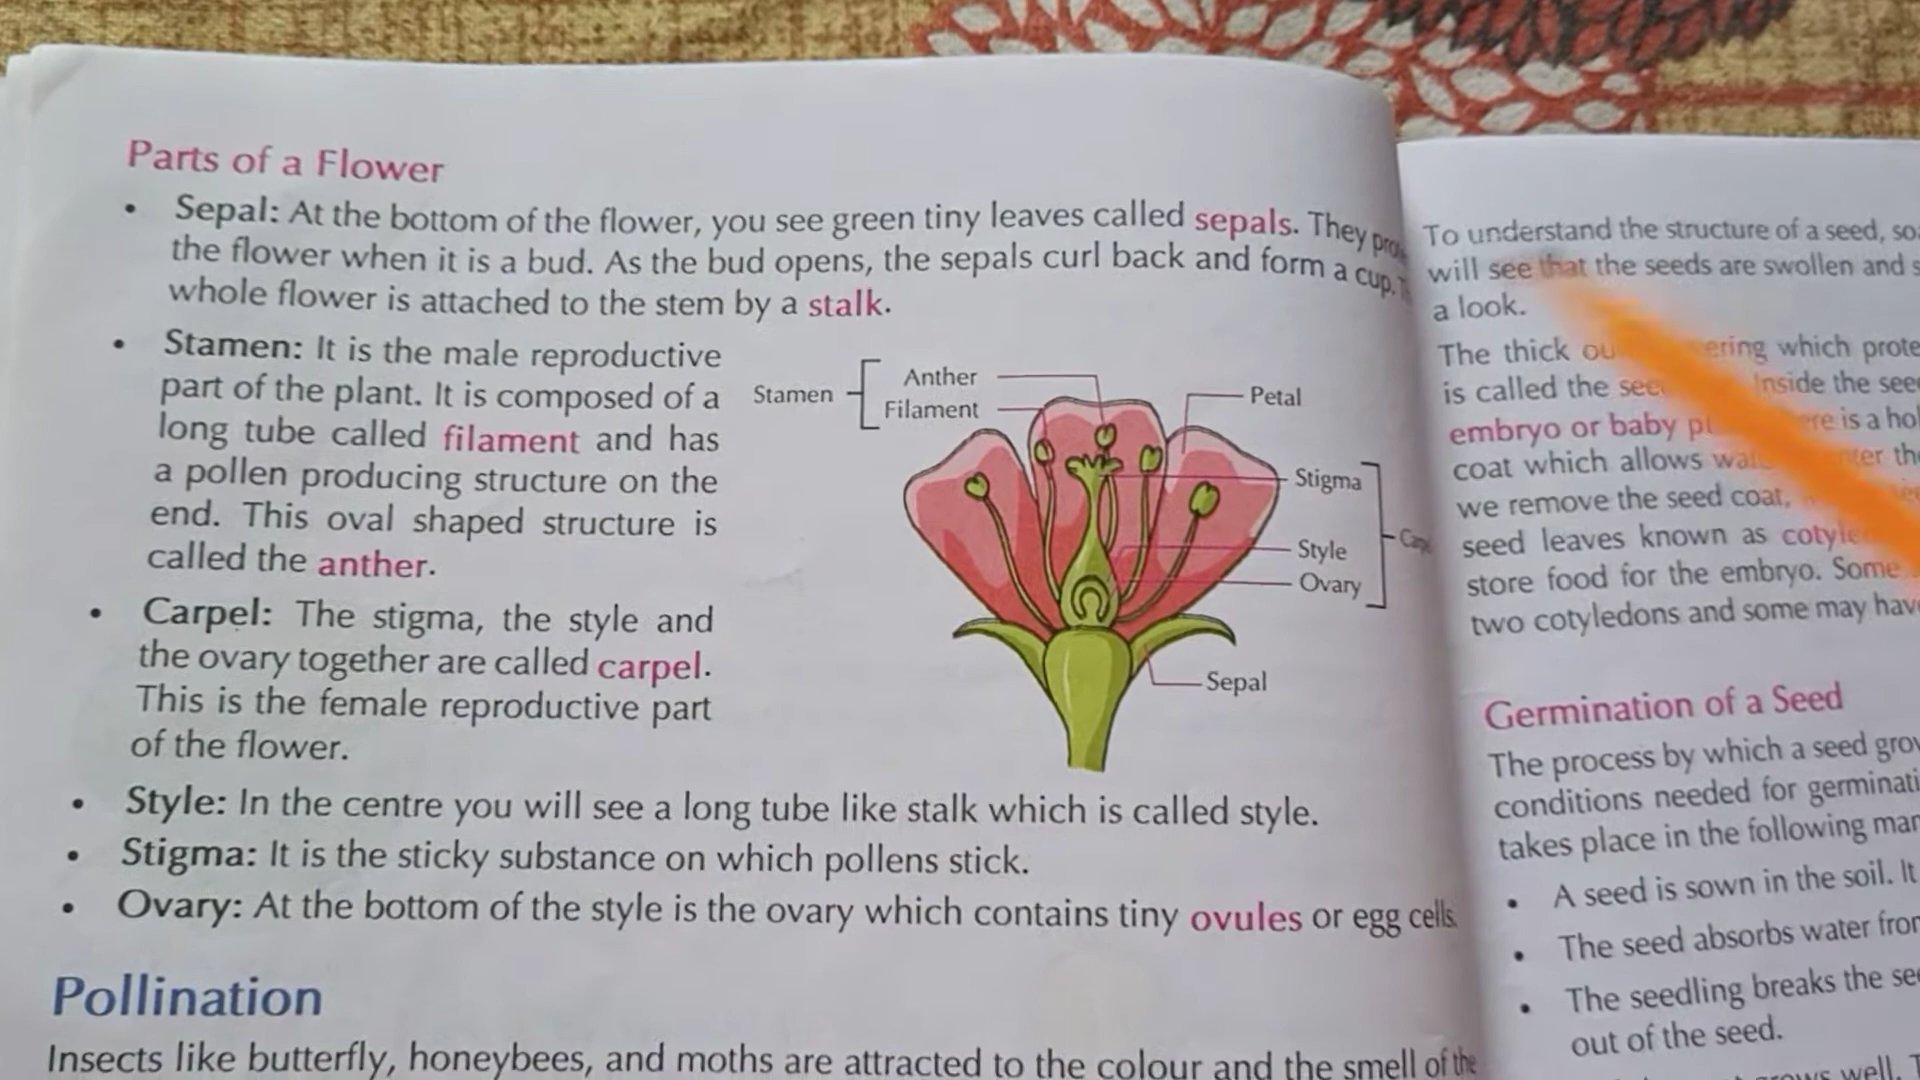 Parts of a Flower
• Sepal: At the bottom of the flower, you see green tiny leaves called sepals. They
the flower when it is a bud. As the bud opens, the sepals curl back and form a cup.
whole flower is attached to the stem by a stalk.
• Stamen: It is the male reproductive
part of the plant. It is composed of a
long tube called filament and has
a pollen producing structure on the
end. This oval shaped structure is
called the anther.
• Carpel: The stigma, the style and
the ovary together are called carpel.
This is the female reproductive part
of the flower.
Stamen
Anther
Filament
Petal
Stigma
Style
Ovary
Sepal
• Style: In the centre you will see a long tube like stalk which is called style.
• Stigma: It is the sticky substance on which pollens stick.
• Ovary: At the bottom of the style is the ovary which contains tiny ovules or egg cells.
Pollination
Insects like butterfly, honeybees, and moths are attracted to the colour and the smell of the
To understand the structure of a seed,
will see that the seeds are swollen and
a look.
The thick which
is called the Inside the
embryo or baby is a
coat which allows
we remove the seed coat,
seed leaves known as
store food for the embryo. Some
two cotyledons and some may
Germination of a Seed
The process by which a seed
conditions needed for
takes place in the following
• A seed is sown in the soil. It
• The seed absorbs water
• The seedling breaks the
out of the seed.
well.